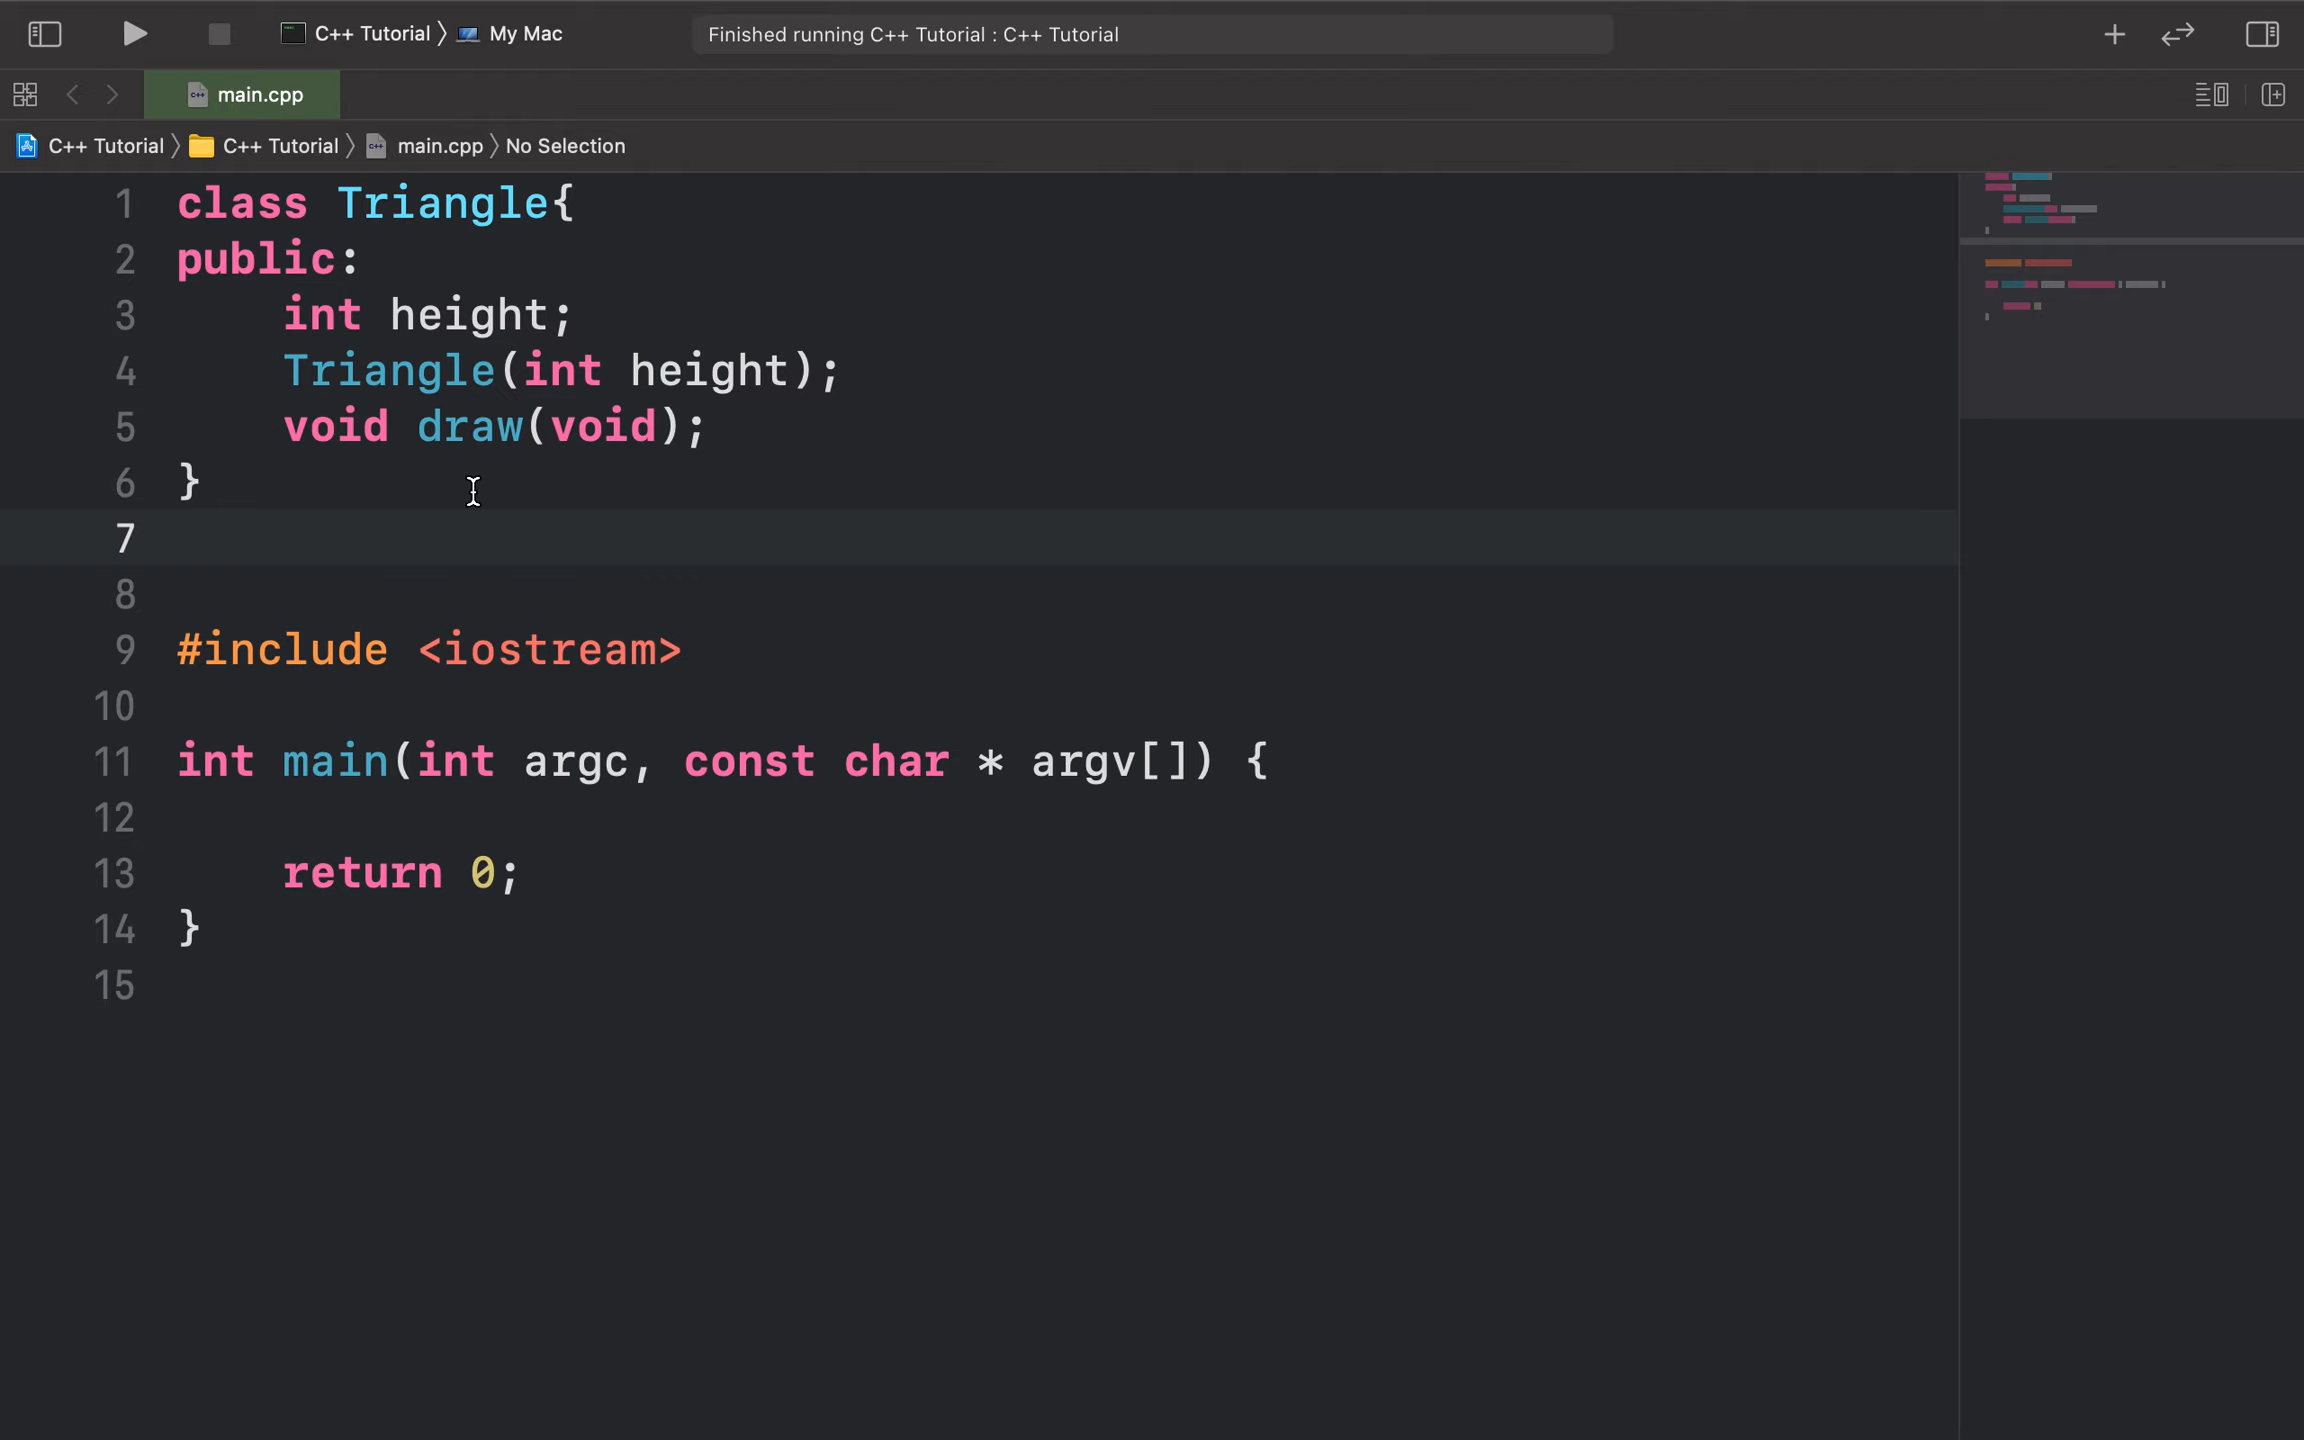 C++ Tutorial 〉 My Mac
Finished running C++ Tutorial : C++ Tutorial
main.cpp
C++ Tutorial 〉 C++ Tutorial 〉 main.cpp 〉 No Selection
1 class Triangle{
2 public:
3     int height;
4     Triangle(int height);
5     void draw(void);
6 }
7
8
9 #include <iostream>
10
11 int main(int argc, const char * argv[]) {
12
13     return 0;
14 }
15